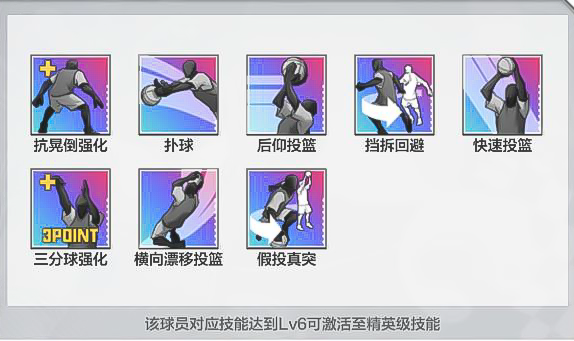 抗晃倒强化
扑球
后仰投篮
挡拆回避
快速投篮
3POINT
三分球强化
横向漂移投篮
假投真突
该球员对应技能达到Lv6可激活至精英级技能